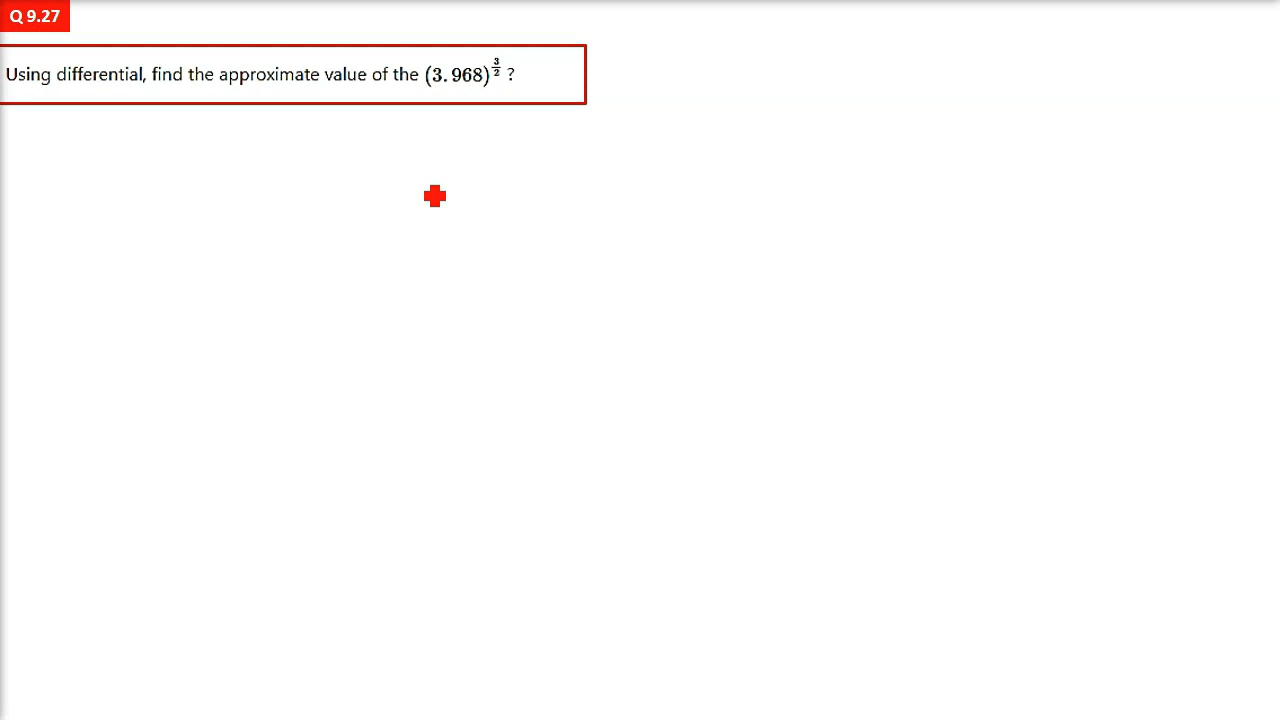 Q 9.27
Using differential, find the approximate value of the (3.968)^{3/2} ?